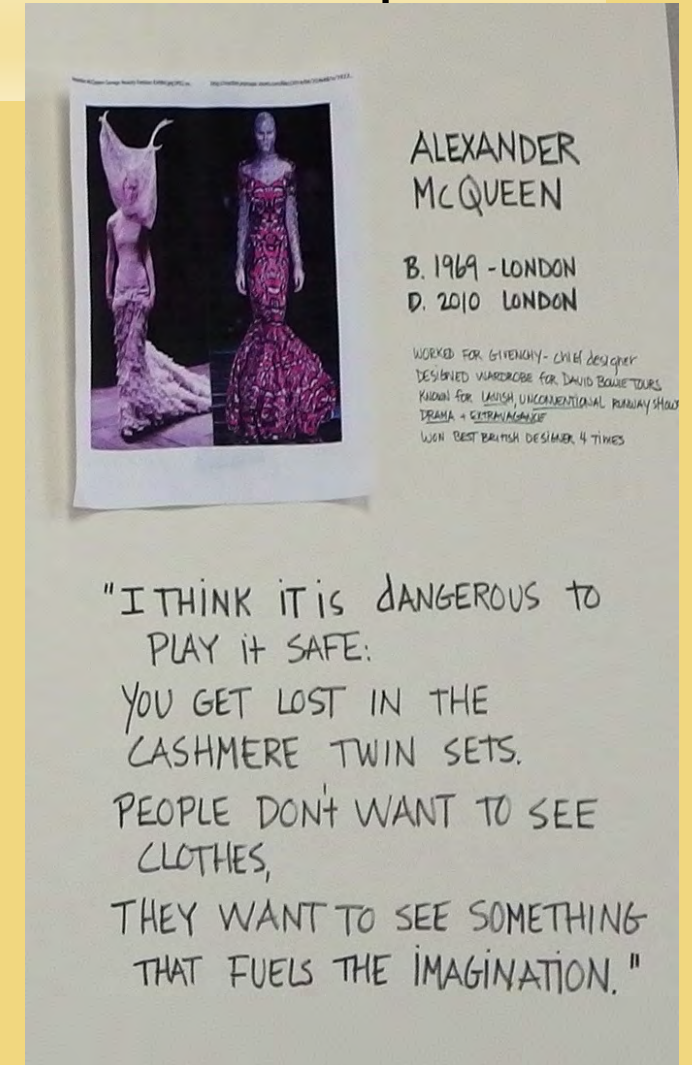 ALEXANDER
McQUEEN
B. 1969 - LONDON
D. 2010 LONDON
WORKED FOR GIVENCHY - chief designer
DESIGNED WARDROBE FOR DAVID BOWIE TOURS
KNOWN FOR LAVISH, UNCONVENTIONAL RUNWAY SHOWS
DRAMA + EXTRAVAGANCE
WON BEST BRITISH DESIGNER 4 TIMES
"I THINK IT is dANGEROUS to
PLAY it SAFE:
YOU GET LOST IN THE
CASHMERE TWIN SETS.
PEOPLE DON't WANT TO SEE
CLOTHES,
THEY WANT TO SEE SOMETHING
THAT FUELS THE IMAGINATION."